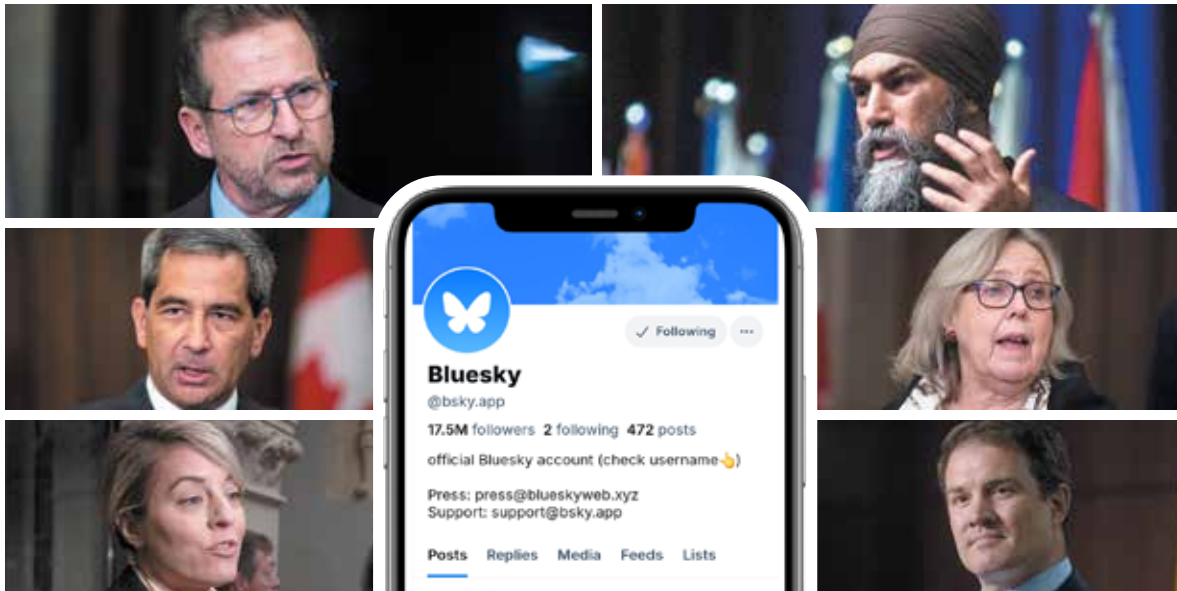 Following
Bluesky
@bsky.app
17.5M followers 2 following 472 posts
official Bluesky account (check username👆)
Press: press@blueskyweb.xyz
Support: support@bsky.app
Posts Replies Media Feeds Lists